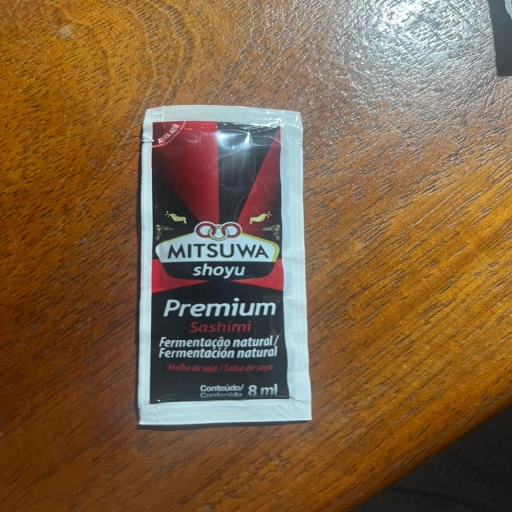 MITSUWA
shoyu
Premium
Sashimi
Fermentação natural/
Fermentación natural
Molho de soja / Salsa de soya
Conteúdo/
Contenido 8 ml